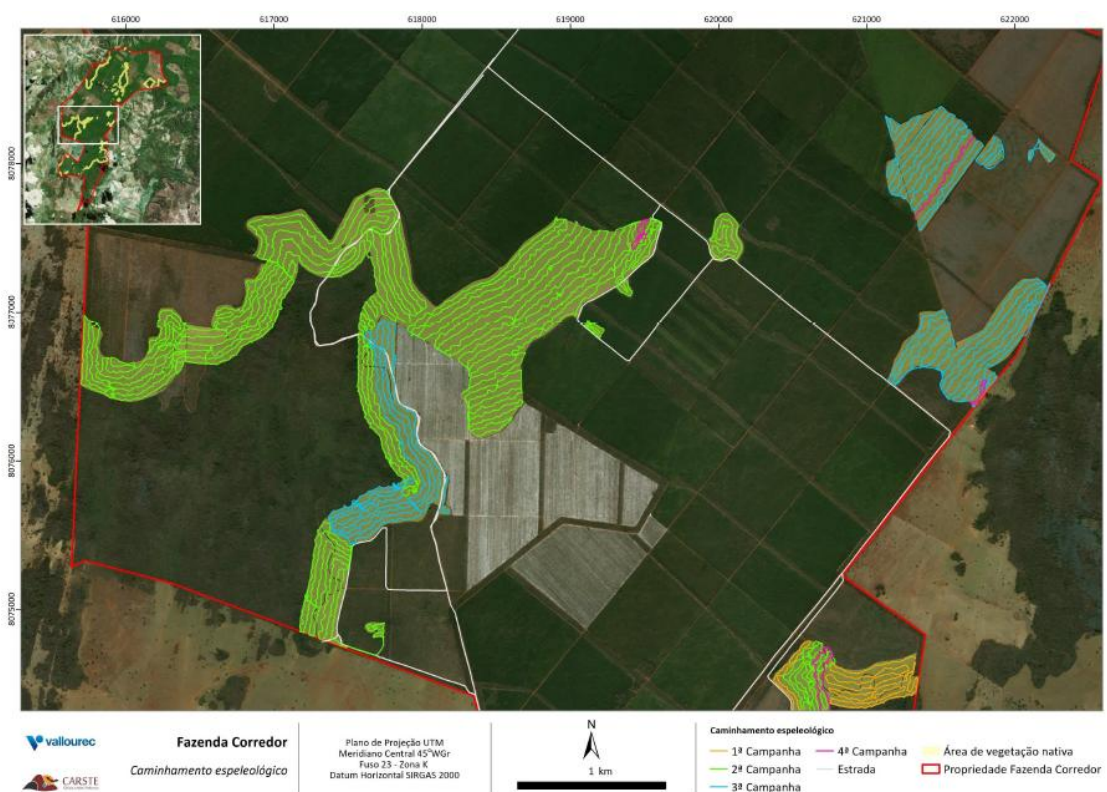 616000 617000 618000 619000 620000 621000 622000
8078000
8077000
8076000
8075000
vallourec
CARSTE
Fazenda Corredor
Caminhamento espeleológico
Plano de Projeção UTM
Meridiano Central 45ºWGr
Fuso 23 - Zona K
Datum Horizontal SIRGAS 2000
N
1 km
Caminhamento espeleológico
1ª Campanha
2ª Campanha
3ª Campanha
4ª Campanha
Estrada
Área de vegetação nativa
Propriedade Fazenda Corredor